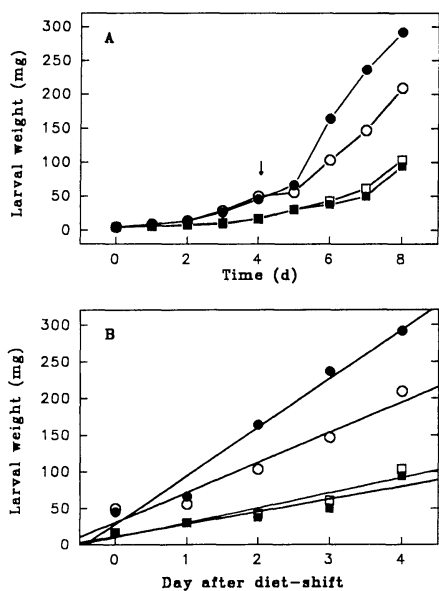 A
Larval weight (mg)
300
250
200
150
100
50
0
0 2 4 6 8
Time (d)
B
Larval weight (mg)
300
250
200
150
100
50
0
0 1 2 3 4
Day after diet-shift